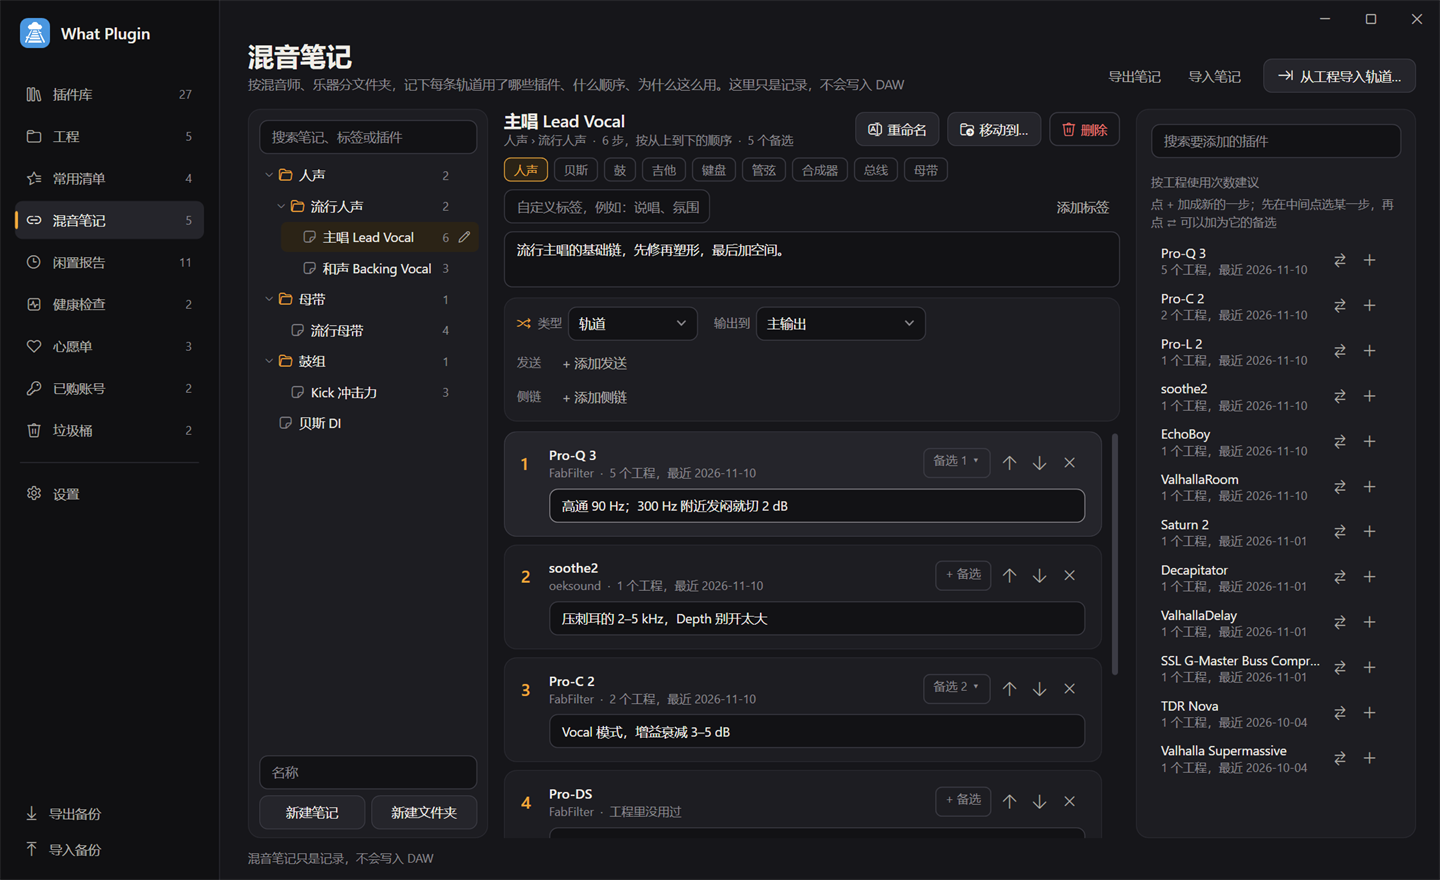 What Plugin
插件库 27
工程 5
常用清单 4
混音笔记 5
闲置报告 11
健康检查 2
心愿单 3
已购账号 2
垃圾桶 2
设置
导出备份
导入备份
混音笔记
按混音师、乐器分文件夹，记下每条轨道用了哪些插件、什么顺序、为什么这么用。这里只是记录，不会写入 DAW
导出笔记
导入笔记
从工程导入轨道...
搜索笔记、标签或插件
人声 2
流行人声 2
主唱 Lead Vocal 6
和声 Backing Vocal 3
母带 1
流行母带 4
鼓组 1
Kick 冲击力 3
贝斯 DI
名称
新建笔记
新建文件夹
主唱 Lead Vocal
人声 › 流行人声 · 6 步，按从上到下的顺序 · 5 个备选
重命名
移动到...
删除
人声 贝斯 鼓 吉他 键盘 管弦 合成器 总线 母带
自定义标签，例如：说唱、氛围
添加标签
流行主唱的基础链，先修再塑形，最后加空间。
类型 轨道 输出到 主输出
发送 + 添加发送
侧链 + 添加侧链
1 Pro-Q 3
FabFilter · 5 个工程，最近 2026-11-10
备选 1
高通 90 Hz；300 Hz 附近发闷就切 2 dB
2 soothe2
oeksound · 1 个工程，最近 2026-11-10
+ 备选
压刺耳的 2–5 kHz，Depth 别开太大
3 Pro-C 2
FabFilter · 2 个工程，最近 2026-11-10
备选 2
Vocal 模式，增益衰减 3–5 dB
4 Pro-DS
FabFilter · 工程里没用过
+ 备选
搜索要添加的插件
按工程使用次数建议
点 + 加成新的一步；先在中间点选某一步，再
点 ⇄ 可以加为它的备选
Pro-Q 3
5 个工程，最近 2026-11-10
Pro-C 2
2 个工程，最近 2026-11-10
Pro-L 2
1 个工程，最近 2026-11-10
soothe2
1 个工程，最近 2026-11-10
EchoBoy
1 个工程，最近 2026-11-10
ValhallaRoom
1 个工程，最近 2026-11-10
Saturn 2
1 个工程，最近 2026-11-01
Decapitator
1 个工程，最近 2026-11-01
ValhallaDelay
1 个工程，最近 2026-11-01
SSL G-Master Buss Compr...
1 个工程，最近 2026-11-01
TDR Nova
1 个工程，最近 2026-10-04
Valhalla Supermassive
1 个工程，最近 2026-10-04
混音笔记只是记录，不会写入 DAW